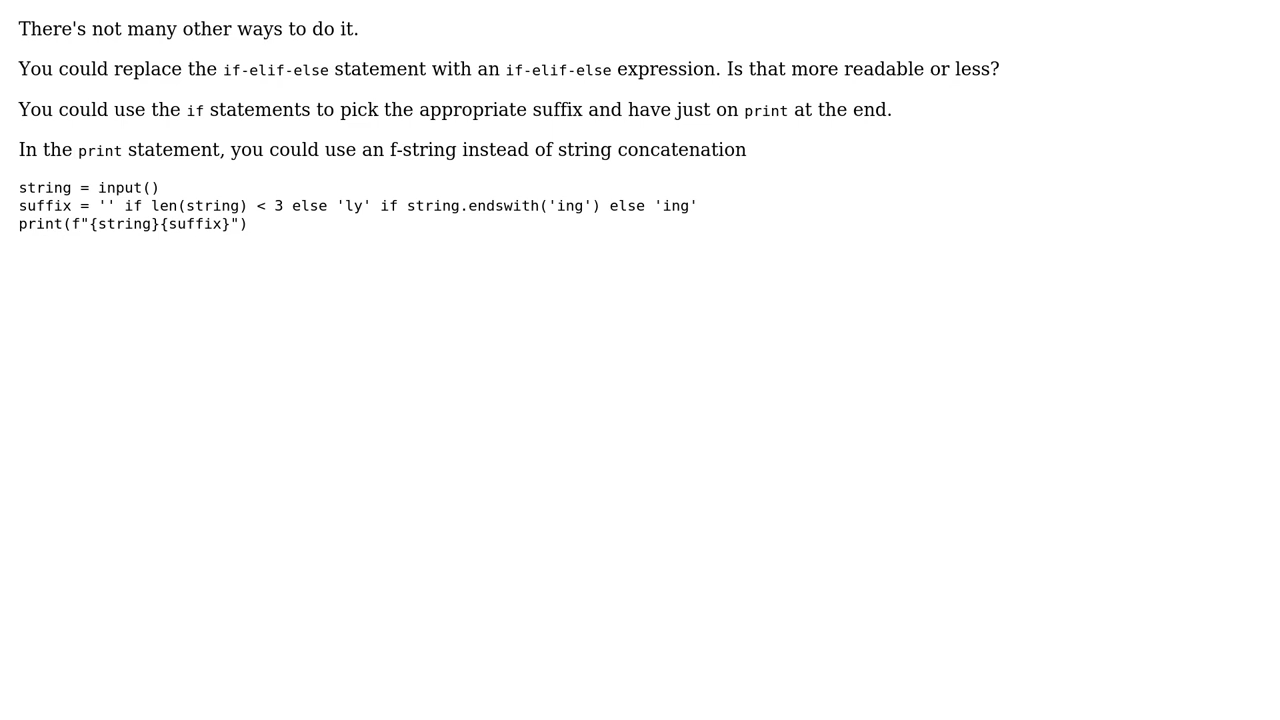 There's not many other ways to do it.
You could replace the if-elif-else statement with an if-elif-else expression. Is that more readable or less?
You could use the if statements to pick the appropriate suffix and have just on print at the end.
In the print statement, you could use an f-string instead of string concatenation
string = input()
suffix = '' if len(string) < 3 else 'ly' if string.endswith('ing') else 'ing'
print(f"{string}{suffix}")